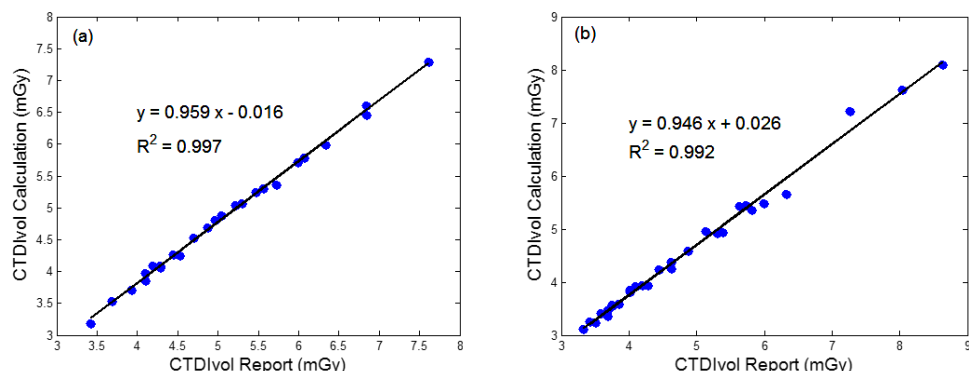 (a)
y = 0.959 x - 0.016
R² = 0.997
CTDIvol Calculation (mGy)
8
7.5
7
6.5
6
5.5
5
4.5
4
3.5
3
3 3.5 4 4.5 5 5.5 6 6.5 7 7.5 8
CTDIvol Report (mGy)
(b)
y = 0.946 x + 0.026
R² = 0.992
CTDIvol Calculation (mGy)
9
8
7
6
5
4
3
3 4 5 6 7 8 9
CTDIvol Report (mGy)